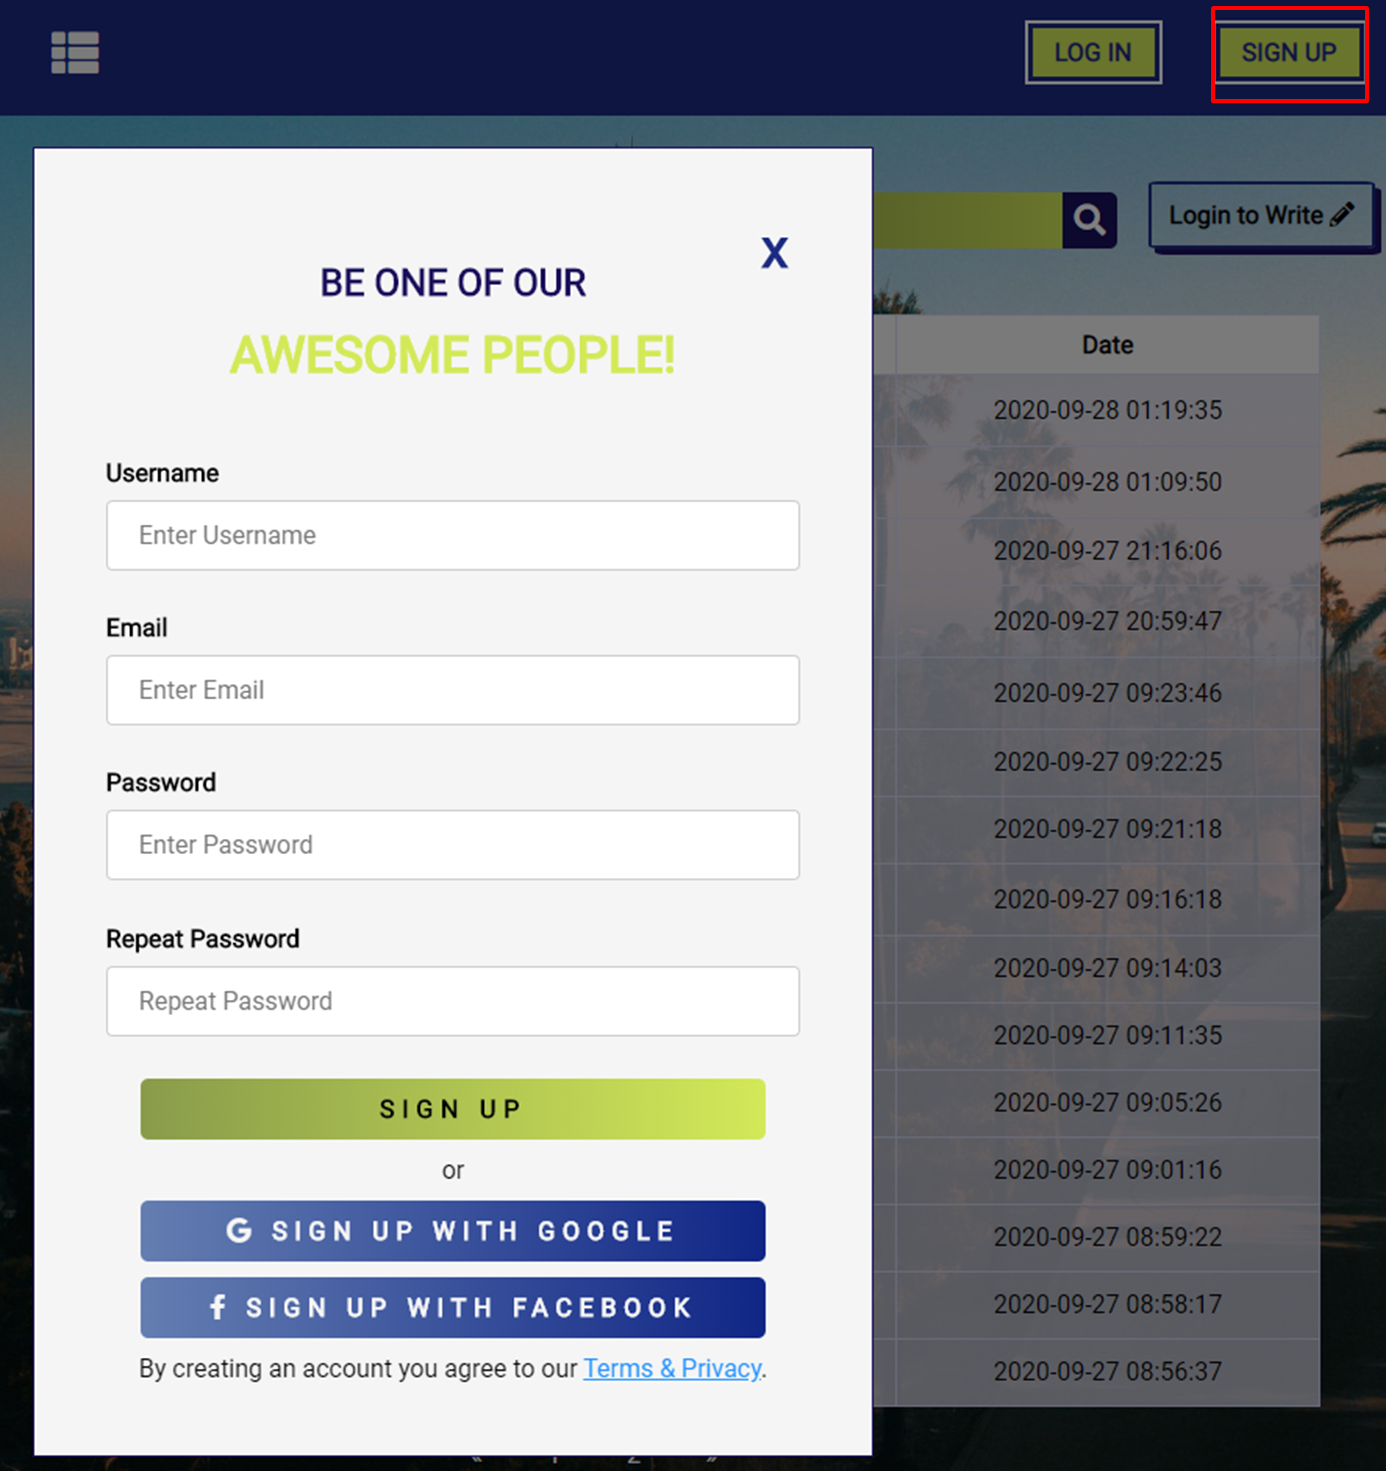 LOG IN
SIGN UP
Login to Write
X
BE ONE OF OUR
AWESOME PEOPLE!
Username
Enter Username
Email
Enter Email
Password
Enter Password
Repeat Password
Repeat Password
SIGN UP
or
G SIGN UP WITH GOOGLE
f SIGN UP WITH FACEBOOK
By creating an account you agree to our Terms & Privacy.
Date
2020-09-28 01:19:35
2020-09-28 01:09:50
2020-09-27 21:16:06
2020-09-27 20:59:47
2020-09-27 09:23:46
2020-09-27 09:22:25
2020-09-27 09:21:18
2020-09-27 09:16:18
2020-09-27 09:14:03
2020-09-27 09:11:35
2020-09-27 09:05:26
2020-09-27 09:01:16
2020-09-27 08:59:22
2020-09-27 08:58:17
2020-09-27 08:56:37